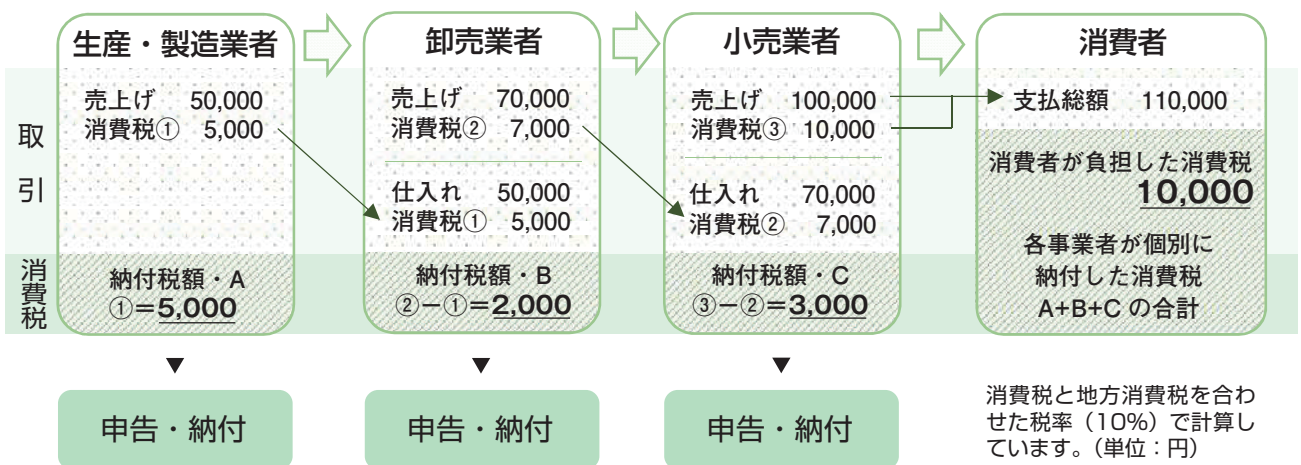 生産・製造業者
売上げ 50,000
消費税① 5,000
納付税額・A
①＝5,000
申告・納付
卸売業者
売上げ 70,000
消費税② 7,000
仕入れ 50,000
消費税① 5,000
納付税額・B
②－①＝2,000
申告・納付
小売業者
売上げ 100,000
消費税③ 10,000
仕入れ 70,000
消費税② 7,000
納付税額・C
③－②＝3,000
申告・納付
消費者
支払総額 110,000
消費者が負担した消費税
10,000
各事業者が個別に
納付した消費税
A+B+C の合計
取引
消費税
消費税と地方消費税を合わ
せた税率（10%）で計算し
ています。（単位：円）